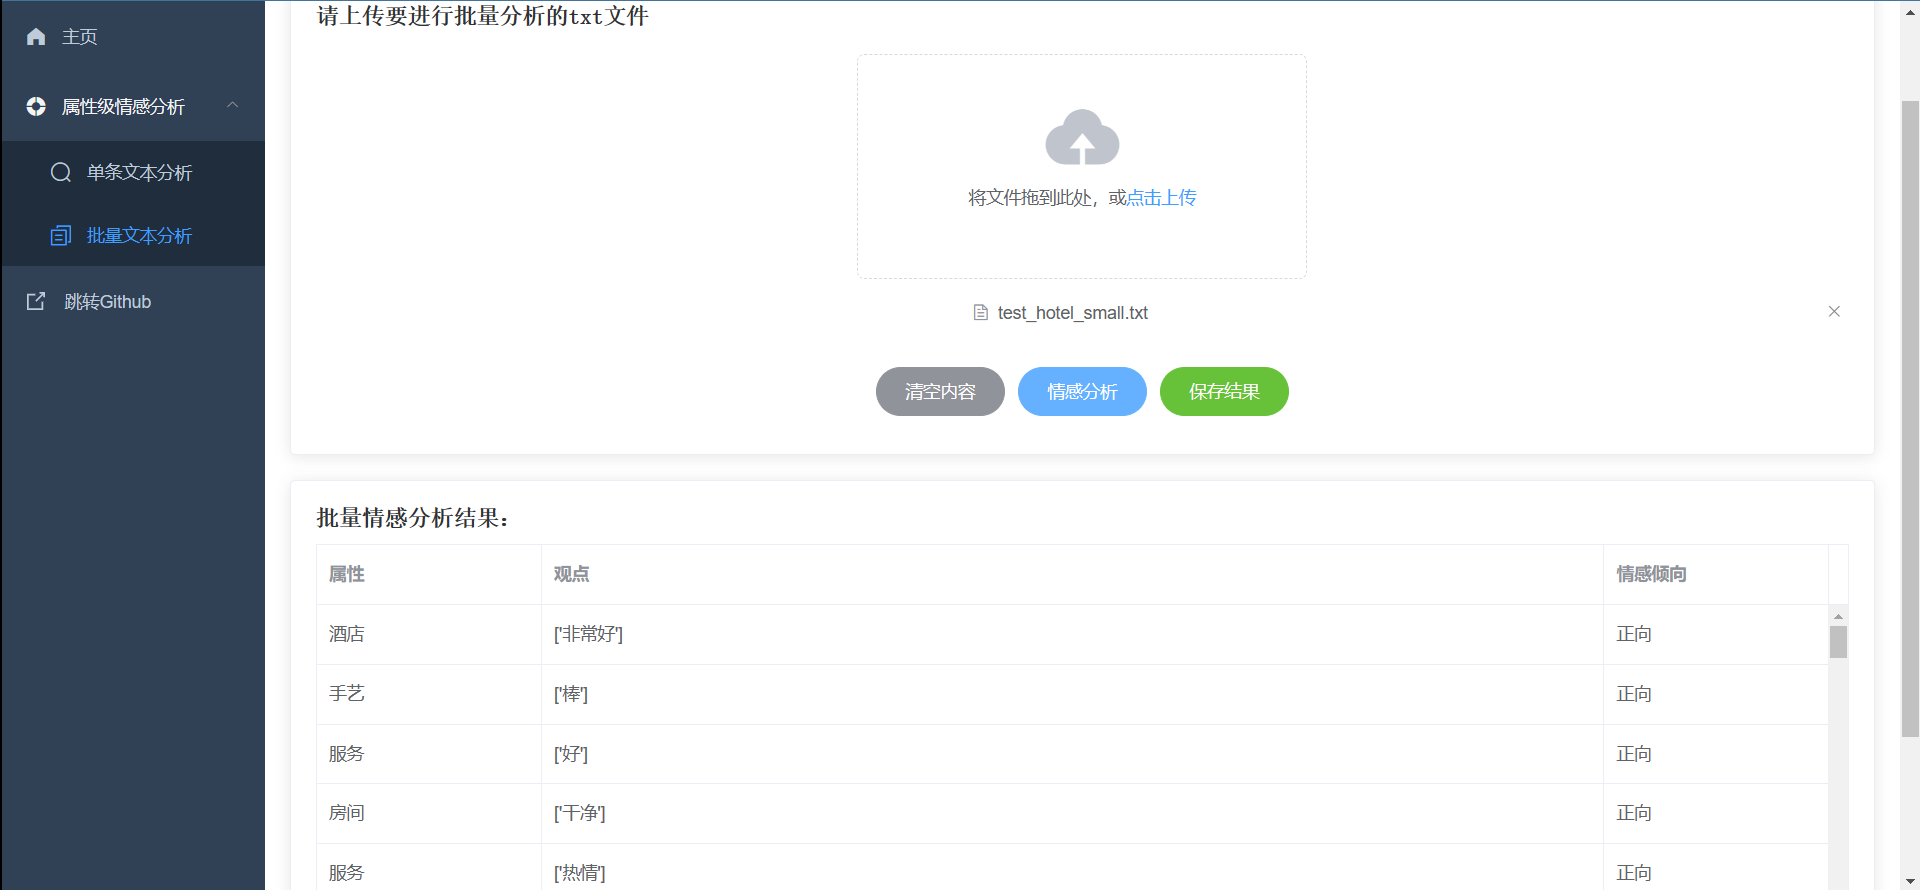 主页
属性级情感分析
单条文本分析
批量文本分析
跳转Github
请上传要进行批量分析的txt文件
将文件拖到此处，或点击上传
test_hotel_small.txt
清空内容 情感分析 保存结果
批量情感分析结果：
属性 观点 情感倾向
酒店 ['非常好'] 正向
手艺 ['棒'] 正向
服务 ['好'] 正向
房间 ['干净'] 正向
服务 ['热情'] 正向